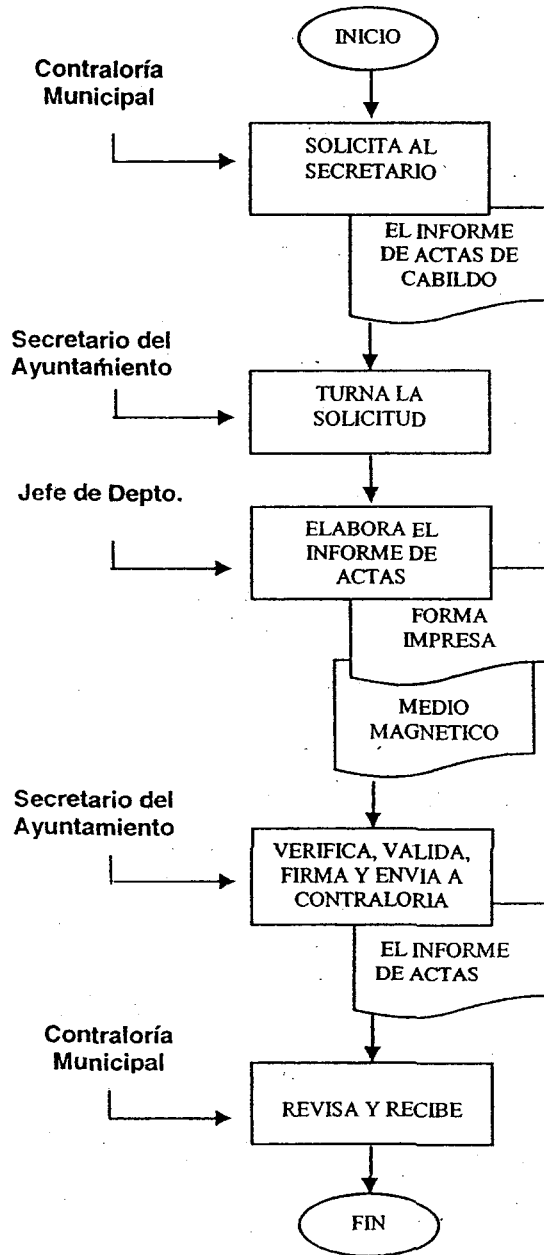 INICIO
Contraloría
Municipal
SOLICITA AL
SECRETARIO
EL INFORME
DE ACTAS DE
CABILDO
Secretario del
Ayuntamiento
TURNA LA
SOLICITUD
Jefe de Depto.
ELABORA EL
INFORME DE
ACTAS
FORMA
IMPRESA
MEDIO
MAGNETICO
Secretario del
Ayuntamiento
VERIFICA, VALIDA,
FIRMA Y ENVIA A
CONTRALORIA
EL INFORME
DE ACTAS
Contraloría
Municipal
REVISA Y RECIBE
FIN